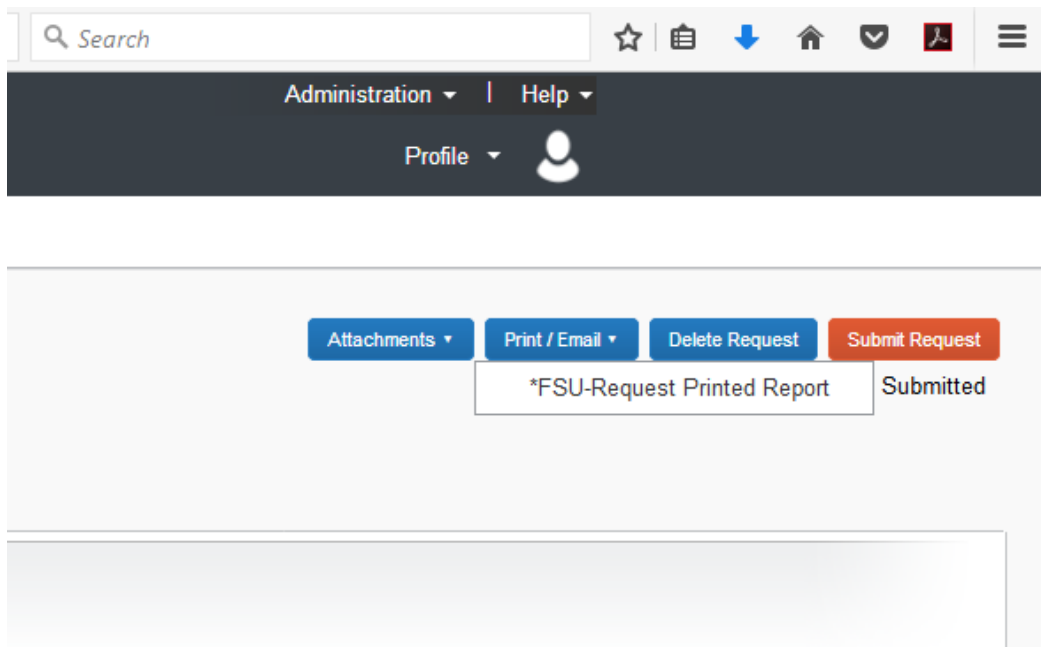 Search
Administration | Help
Profile
Attachments Print / Email Delete Request Submit Request
*FSU-Request Printed Report Submitted